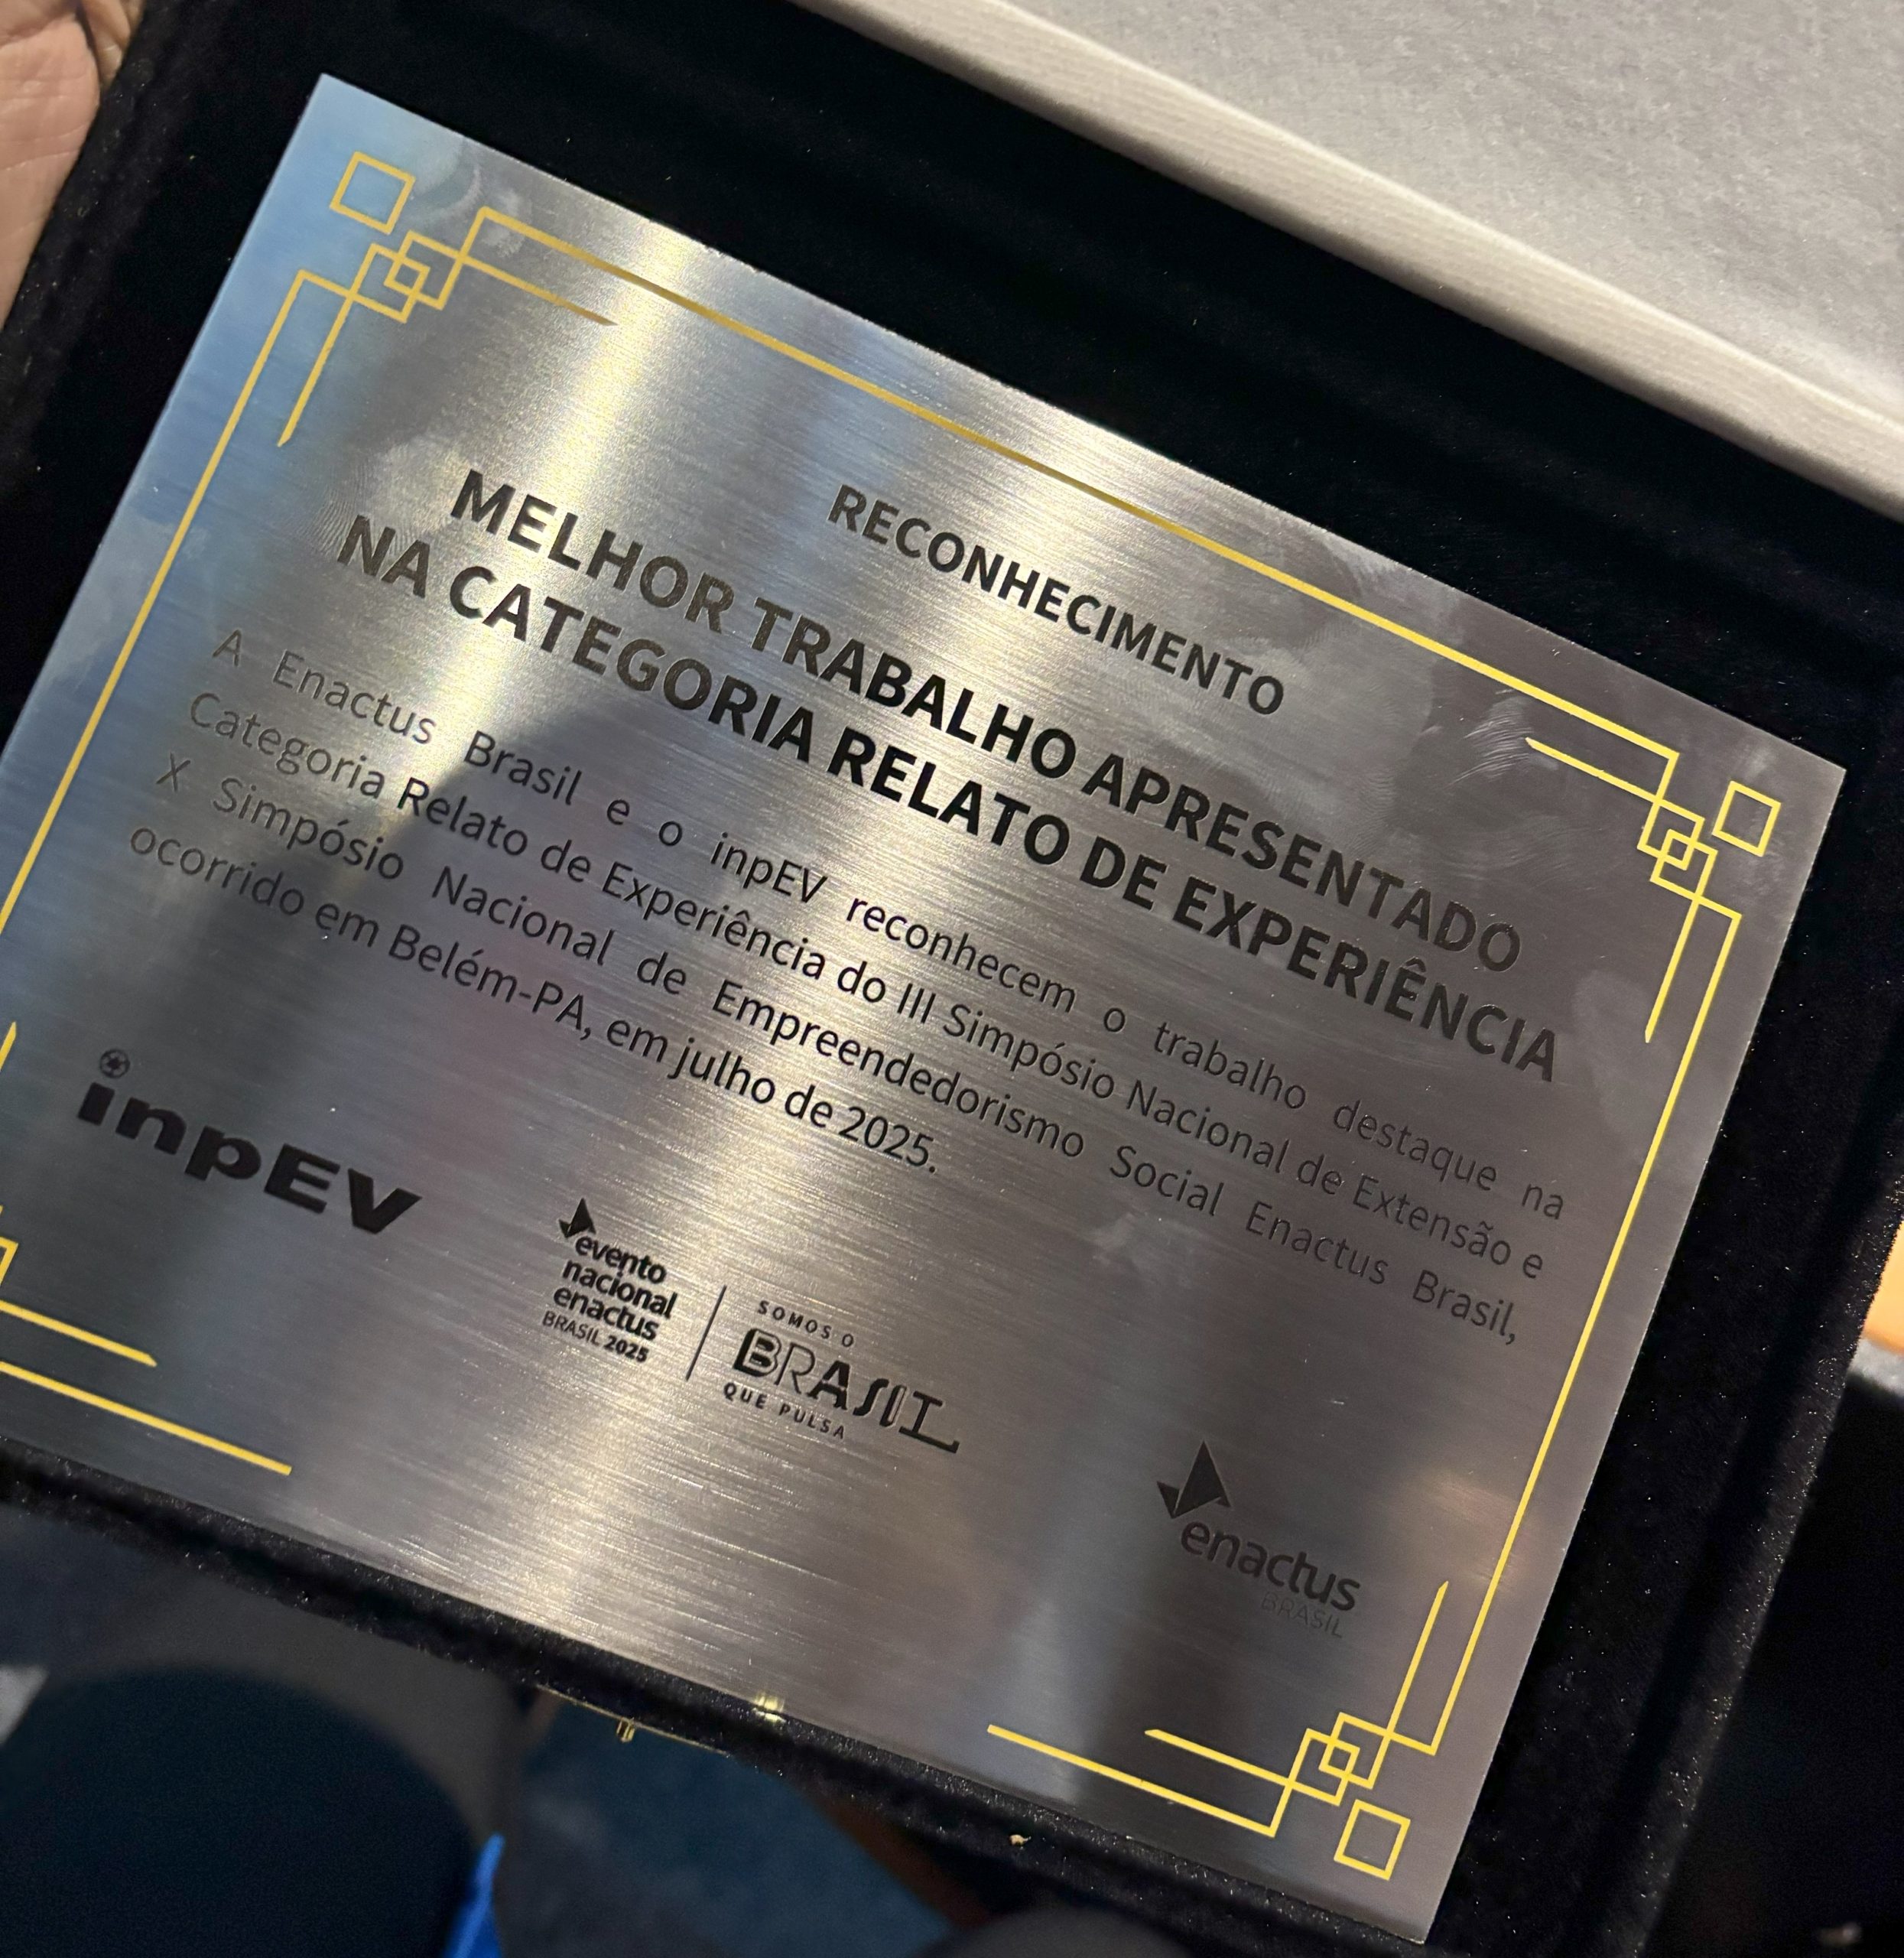 RECONHECIMENTO
MELHOR TRABALHO APRESENTADO
NA CATEGORIA RELATO DE EXPERIÊNCIA
A Enactus Brasil e o inpEV reconhecem o trabalho destaque na
Categoria Relato de Experiência do III Simpósio Nacional de Extensão e
X Simpósio Nacional de Empreendedorismo Social Enactus Brasil,
ocorrido em Belém-PA, em julho de 2025.
inpEV
evento
nacional
enactus
BRASIL 2025
SOMOS O
BRASIL
QUE PULSA
enactus
BRASIL